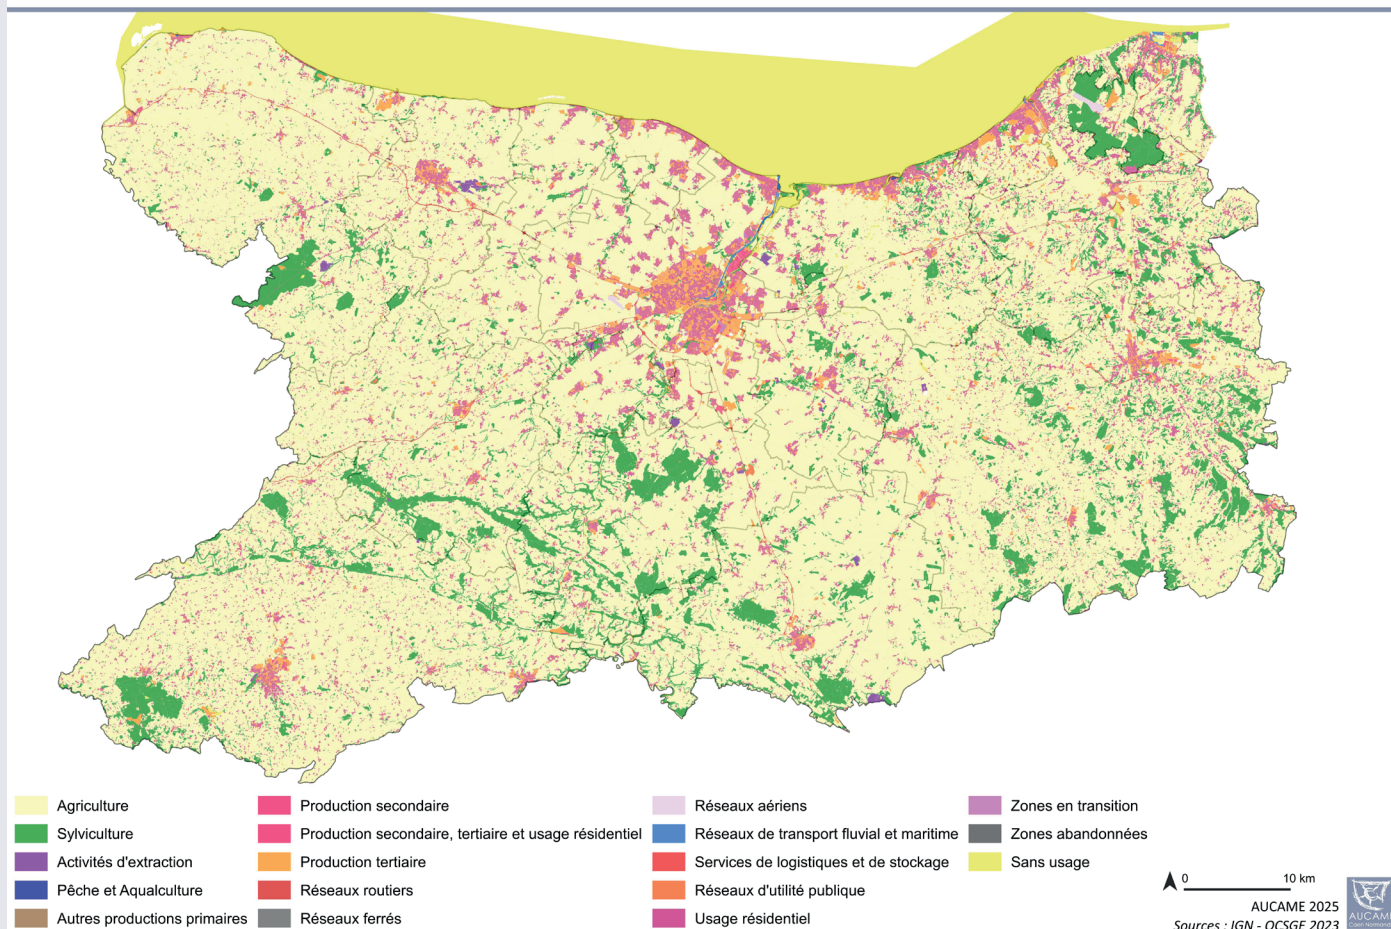 Agriculture
Sylviculture
Activités d'extraction
Pêche et Aqualculture
Autres productions primaires
Production secondaire
Production secondaire, tertiaire et usage résidentiel
Production tertiaire
Réseaux routiers
Réseaux ferrés
Réseaux aériens
Réseaux de transport fluvial et maritime
Services de logistiques et de stockage
Réseaux d'utilité publique
Usage résidentiel
Zones en transition
Zones abandonnées
Sans usage
0 10 km
AUCAME 2025
Sources : IGN - OCSGE 2023
AUCAME
Caen Normandie